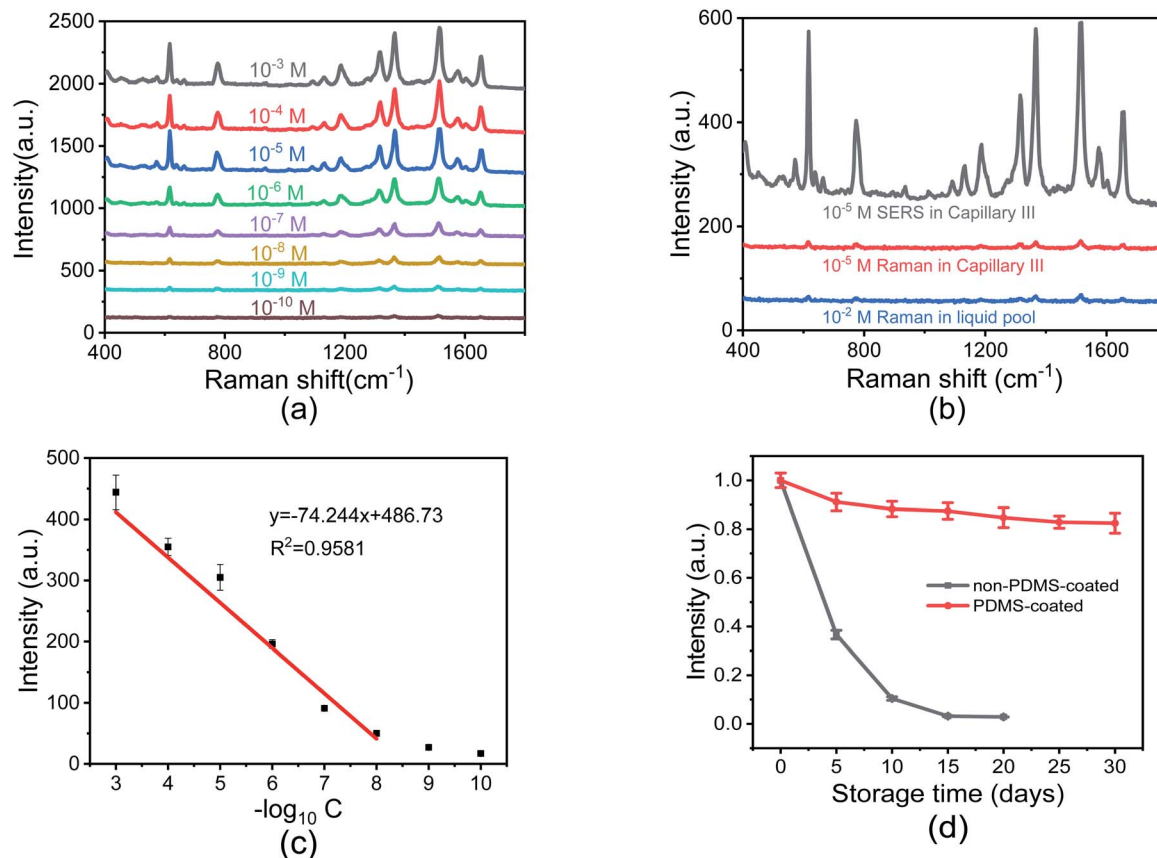 2500
2000
1500
1000
500
0
Intensity(a.u.)
10⁻³ M
10⁻⁴ M
10⁻⁵ M
10⁻⁶ M
10⁻⁷ M
10⁻⁸ M
10⁻⁹ M
10⁻¹⁰ M
400 800 1200 1600
Raman shift(cm⁻¹)
(a)
600
400
200
0
Intensity (a.u.)
10⁻⁵ M SERS in Capillary III
10⁻⁵ M Raman in Capillary III
10⁻² M Raman in liquid pool
400 800 1200 1600
Raman shift (cm⁻¹)
(b)
500
400
300
200
100
0
Intensity (a.u.)
y=-74.244x+486.73
R²=0.9581
3 4 5 6 7 8 9 10
-log₁₀ C
(c)
1.0
0.8
0.6
0.4
0.2
0.0
Intensity (a.u.)
non-PDMS-coated
PDMS-coated
0 5 10 15 20 25 30
Storage time (days)
(d)